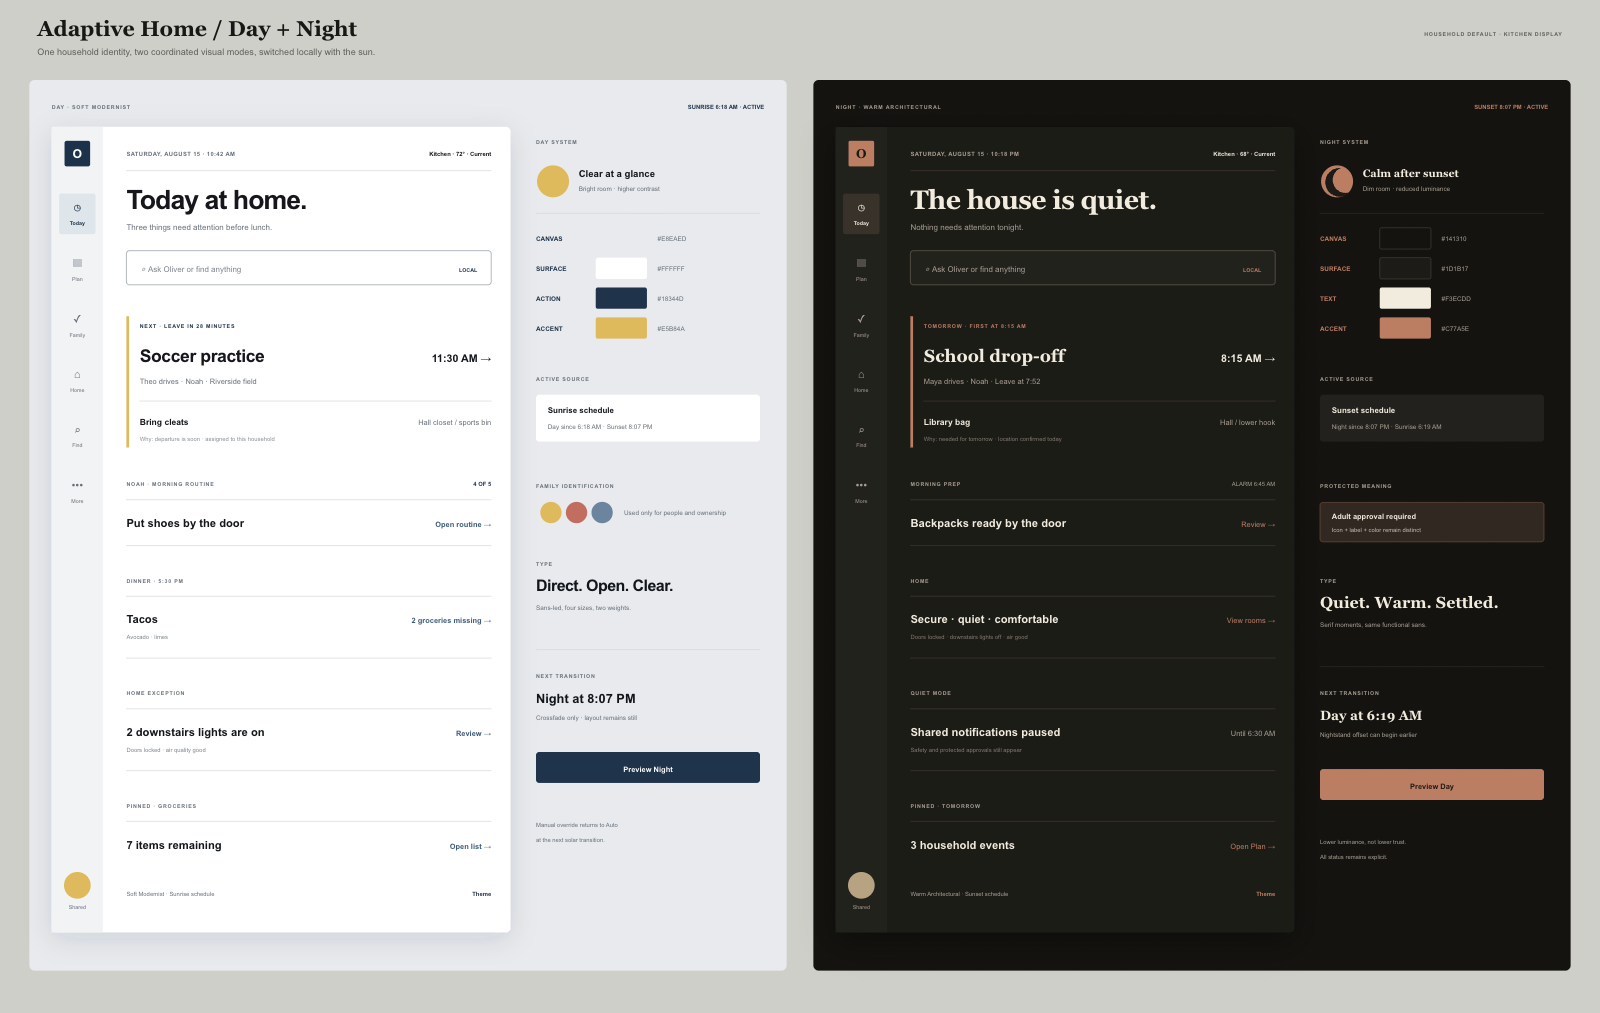 Adaptive Home / Day + Night
One household identity, two coordinated visual modes, switched locally with the sun.
HOUSEHOLD DEFAULT · KITCHEN DISPLAY
DAY · SOFT MODERNIST
SUNRISE 6:18 AM · ACTIVE
O
Today
Plan
Family
Home
Find
More
Shared
SATURDAY, AUGUST 15 · 10:42 AM
Kitchen · 72° · Current
Today at home.
Three things need attention before lunch.
Ask Oliver or find anything
LOCAL
NEXT · LEAVE IN 28 MINUTES
Soccer practice
11:30 AM →
Theo drives · Noah · Riverside field
Bring cleats
Hall closet / sports bin
Why: departure is soon · assigned to this household
NOAH · MORNING ROUTINE
4 OF 5
Put shoes by the door
Open routine →
DINNER · 5:30 PM
Tacos
2 groceries missing →
Avocado · limes
HOME EXCEPTION
2 downstairs lights are on
Review →
Doors locked · air quality good
PINNED · GROCERIES
7 items remaining
Open list →
Soft Modernist · Sunrise schedule
Theme
DAY SYSTEM
Clear at a glance
Bright room · higher contrast
CANVAS
#E8EAED
SURFACE
#FFFFFF
ACTION
#18344D
ACCENT
#E5B84A
ACTIVE SOURCE
Sunrise schedule
Day since 6:18 AM · Sunset 8:07 PM
FAMILY IDENTIFICATION
Used only for people and ownership
TYPE
Direct. Open. Clear.
Sans-led, four sizes, two weights.
NEXT TRANSITION
Night at 8:07 PM
Crossfade only · layout remains still
Preview Night
Manual override returns to Auto
at the next solar transition.
NIGHT · WARM ARCHITECTURAL
SUNSET 8:07 PM · ACTIVE
O
Today
Plan
Family
Home
Find
More
Shared
SATURDAY, AUGUST 15 · 10:18 PM
Kitchen · 68° · Current
The house is quiet.
Nothing needs attention tonight.
Ask Oliver or find anything
LOCAL
TOMORROW · FIRST AT 8:15 AM
School drop-off
8:15 AM →
Maya drives · Noah · Leave at 7:52
Library bag
Hall / lower hook
Why: needed for tomorrow · location confirmed today
MORNING PREP
ALARM 6:45 AM
Backpacks ready by the door
Review →
HOME
Secure · quiet · comfortable
View rooms →
Doors locked · downstairs lights off · air good
QUIET MODE
Shared notifications paused
Until 6:30 AM
Safety and protected approvals still appear
PINNED · TOMORROW
3 household events
Open Plan →
Warm Architectural · Sunset schedule
Theme
NIGHT SYSTEM
Calm after sunset
Dim room · reduced luminance
CANVAS
#141310
SURFACE
#1D1B17
TEXT
#F3ECDD
ACCENT
#C77A5E
ACTIVE SOURCE
Sunset schedule
Night since 8:07 PM · Sunrise 6:19 AM
PROTECTED MEANING
Adult approval required
Icon + label + color remain distinct
TYPE
Quiet. Warm. Settled.
Serif moments, same functional sans.
NEXT TRANSITION
Day at 6:19 AM
Nightstand offset can begin earlier
Preview Day
Lower luminance, not lower trust.
All status remains explicit.